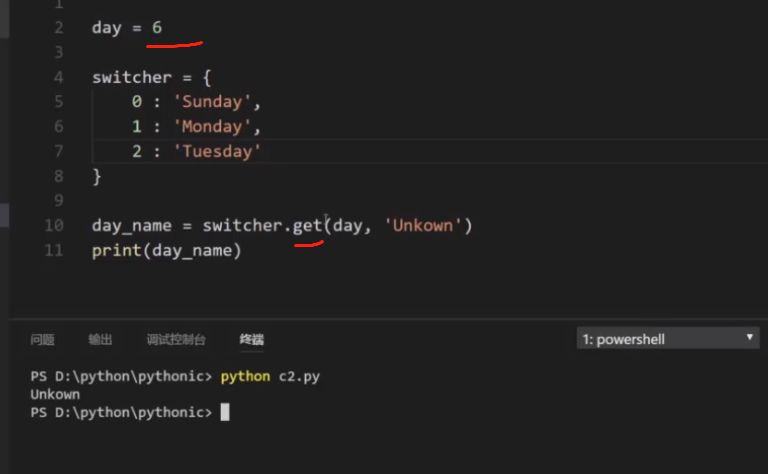 1
2 day = 6
3
4 switcher = {
5 0 : 'Sunday',
6 1 : 'Monday',
7 2 : 'Tuesday'
8 }
9
10 day_name = switcher.get(day, 'Unkown')
11 print(day_name)
问题 输出 调试控制台 终端 1: powershell
PS D:\python\pythonic> python c2.py
Unkown
PS D:\python\pythonic>